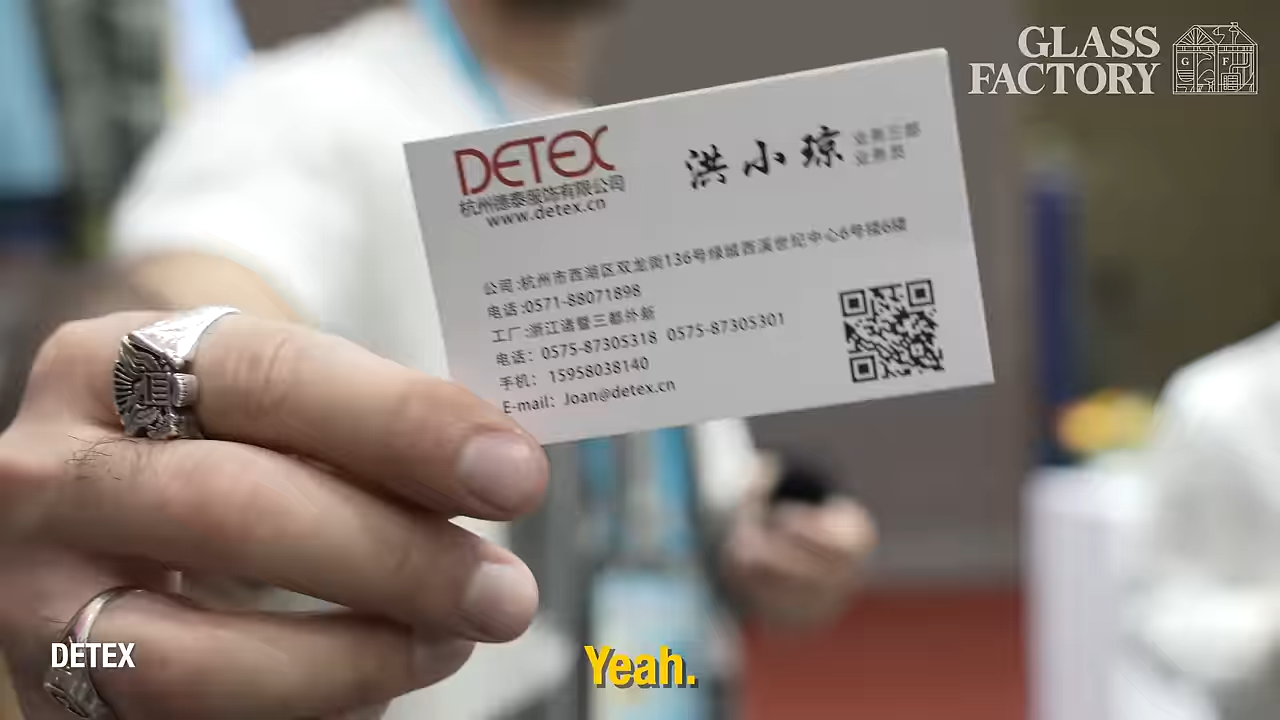 GLASS
FACTORY
G F
DETEX
杭州德泰服饰有限公司
www.detex.cn
洪小琼
业务三部
业务员
公司:杭州市西湖区双龙街136号绿城西溪世纪中心6号楼6楼
电话:0571-88071898
工厂:浙江诸暨三都外新
电话: 0575-87305318 0575-87305301
手机: 15958038140
E-mail: Joan@detex.cn
DETEX
Yeah.